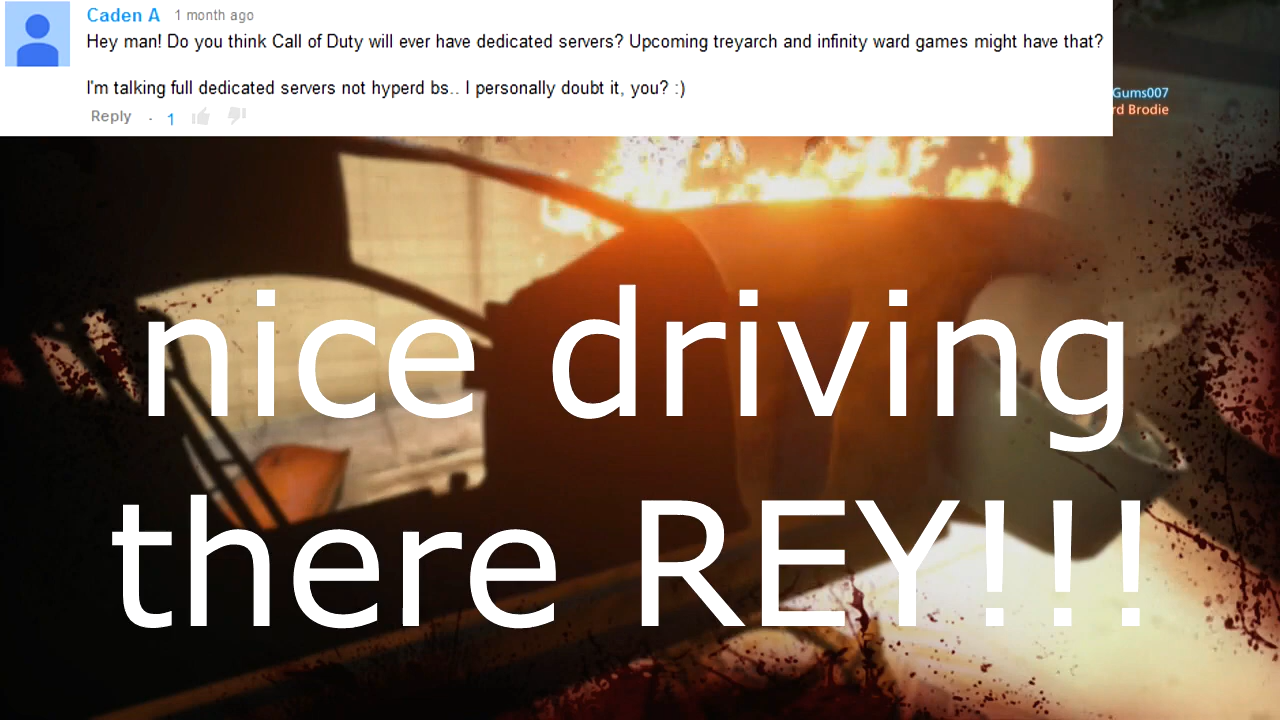 Caden A 1 month ago
Hey man! Do you think Call of Duty will ever have dedicated servers? Upcoming treyarch and infinity ward games might have that?
I'm talking full dedicated servers not hyperd bs.. I personally doubt it, you? :)
Reply · 1
Gums007
rd Brodie
nice driving
there REY!!!